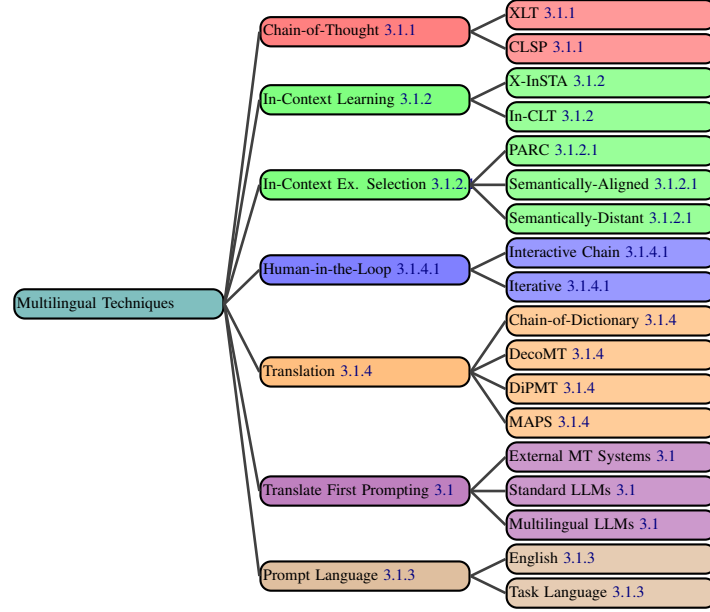 Multilingual Techniques
Chain-of-Thought 3.1.1
XLT 3.1.1
CLSP 3.1.1
In-Context Learning 3.1.2
X-InSTA 3.1.2
In-CLT 3.1.2
In-Context Ex. Selection 3.1.2.
PARC 3.1.2.1
Semantically-Aligned 3.1.2.1
Semantically-Distant 3.1.2.1
Human-in-the-Loop 3.1.4.1
Interactive Chain 3.1.4.1
Iterative 3.1.4.1
Translation 3.1.4
Chain-of-Dictionary 3.1.4
DecoMT 3.1.4
DiPMT 3.1.4
MAPS 3.1.4
Translate First Prompting 3.1
External MT Systems 3.1
Standard LLMs 3.1
Multilingual LLMs 3.1
Prompt Language 3.1.3
English 3.1.3
Task Language 3.1.3